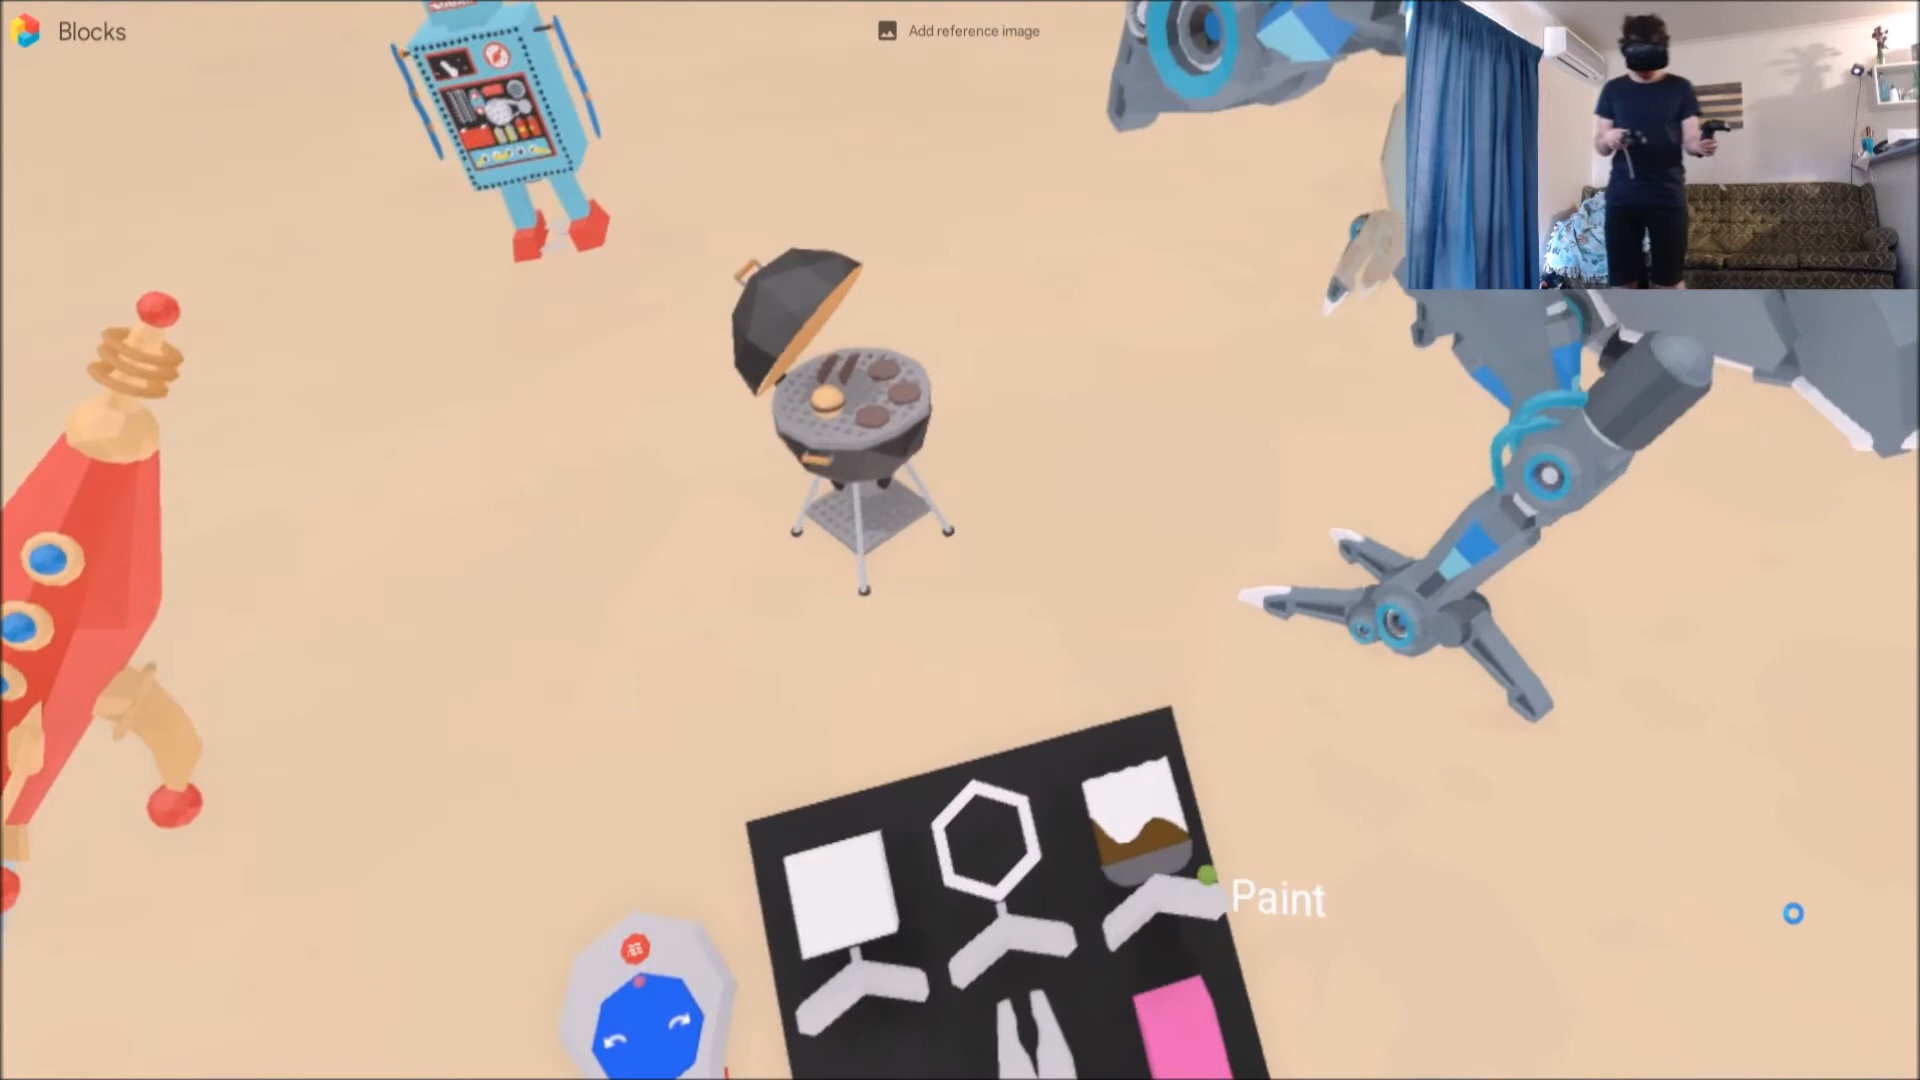 Blocks
Add reference image
Paint